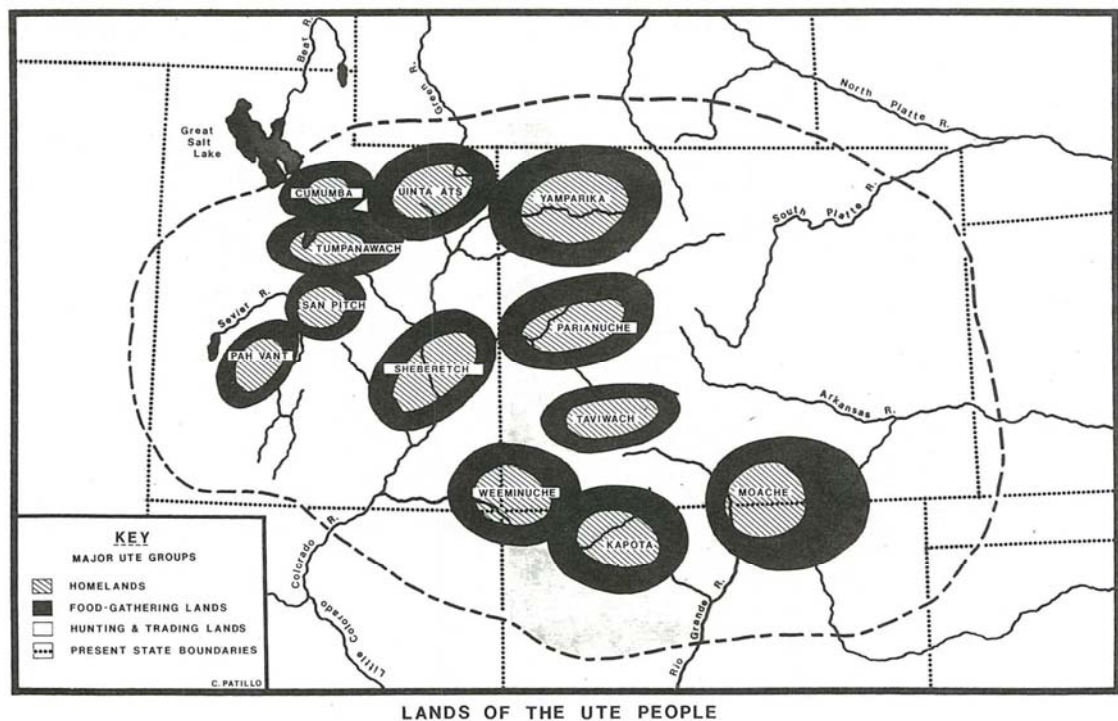 Bear R.
Green R.
North Platte R.
Great
Salt
Lake
CUMUMBA
UINTA ATS
YAMPARIKA
South Platte R.
TUMPANAWACH
SAN PITCH
Sevier R.
PARIANUCHE
PAH VANT
SHEBERETCH
TAVIWACH
Arkansas R.
WEEMINUCHE
MOACHE
KAPOTA
Colorado R.
Little Colorado
Rio Grande R.
KEY
MAJOR UTE GROUPS
HOMELANDS
FOOD-GATHERING LANDS
HUNTING & TRADING LANDS
PRESENT STATE BOUNDARIES
C. PATILLO
LANDS OF THE UTE PEOPLE